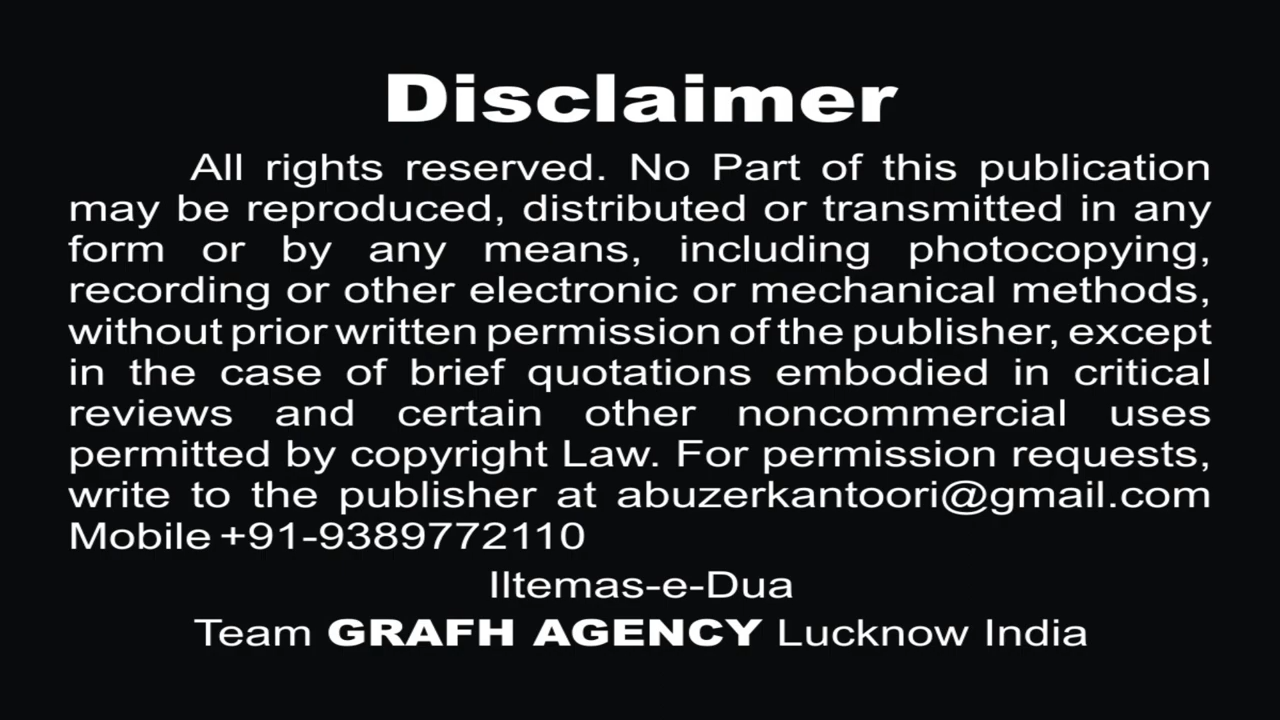 Disclaimer
All rights reserved. No Part of this publication
may be reproduced, distributed or transmitted in any
form or by any means, including photocopying,
recording or other electronic or mechanical methods,
without prior written permission of the publisher, except
in the case of brief quotations embodied in critical
reviews and certain other noncommercial uses
permitted by copyright Law. For permission requests,
write to the publisher at abuzerkantoori@gmail.com
Mobile +91-9389772110
IItemas-e-Dua
Team GRAFH AGENCY Lucknow India